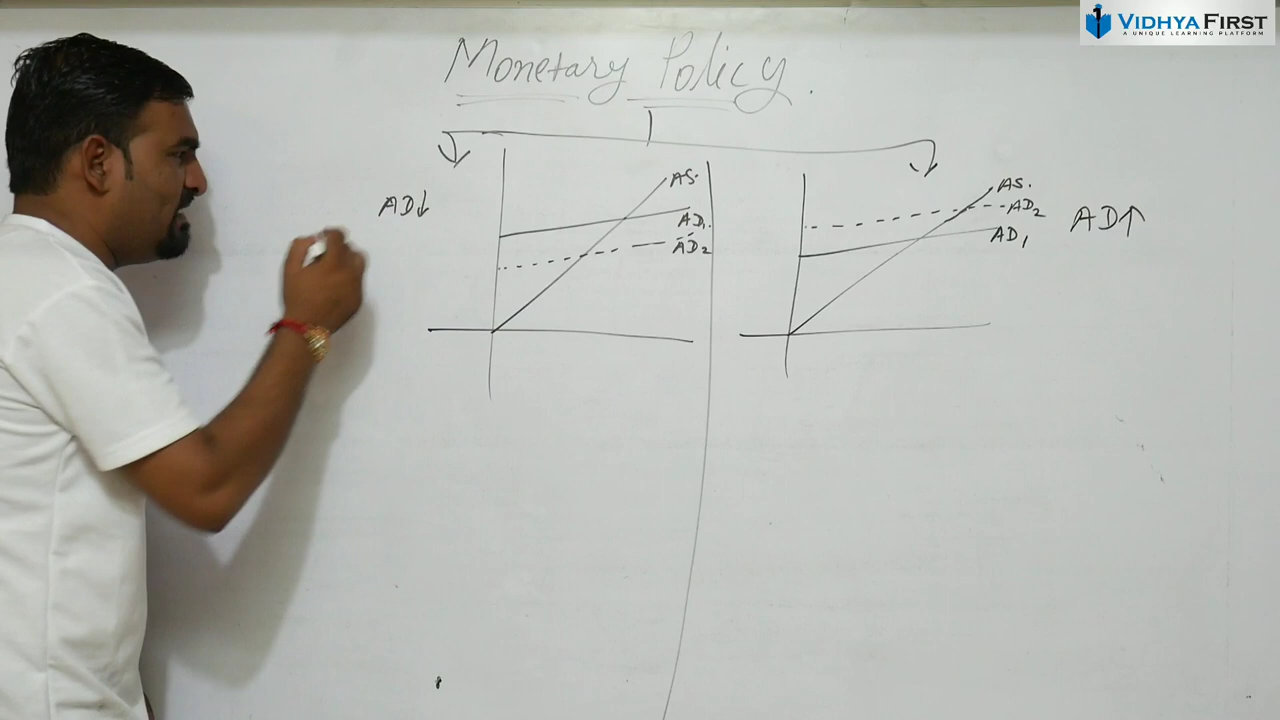 VIDHYA FIRST
A UNIQUE LEARNING PLATFORM
Monetary Policy.
AD↓
AS.
AD1.
AD2
AS.
AD2
AD1
AD↑